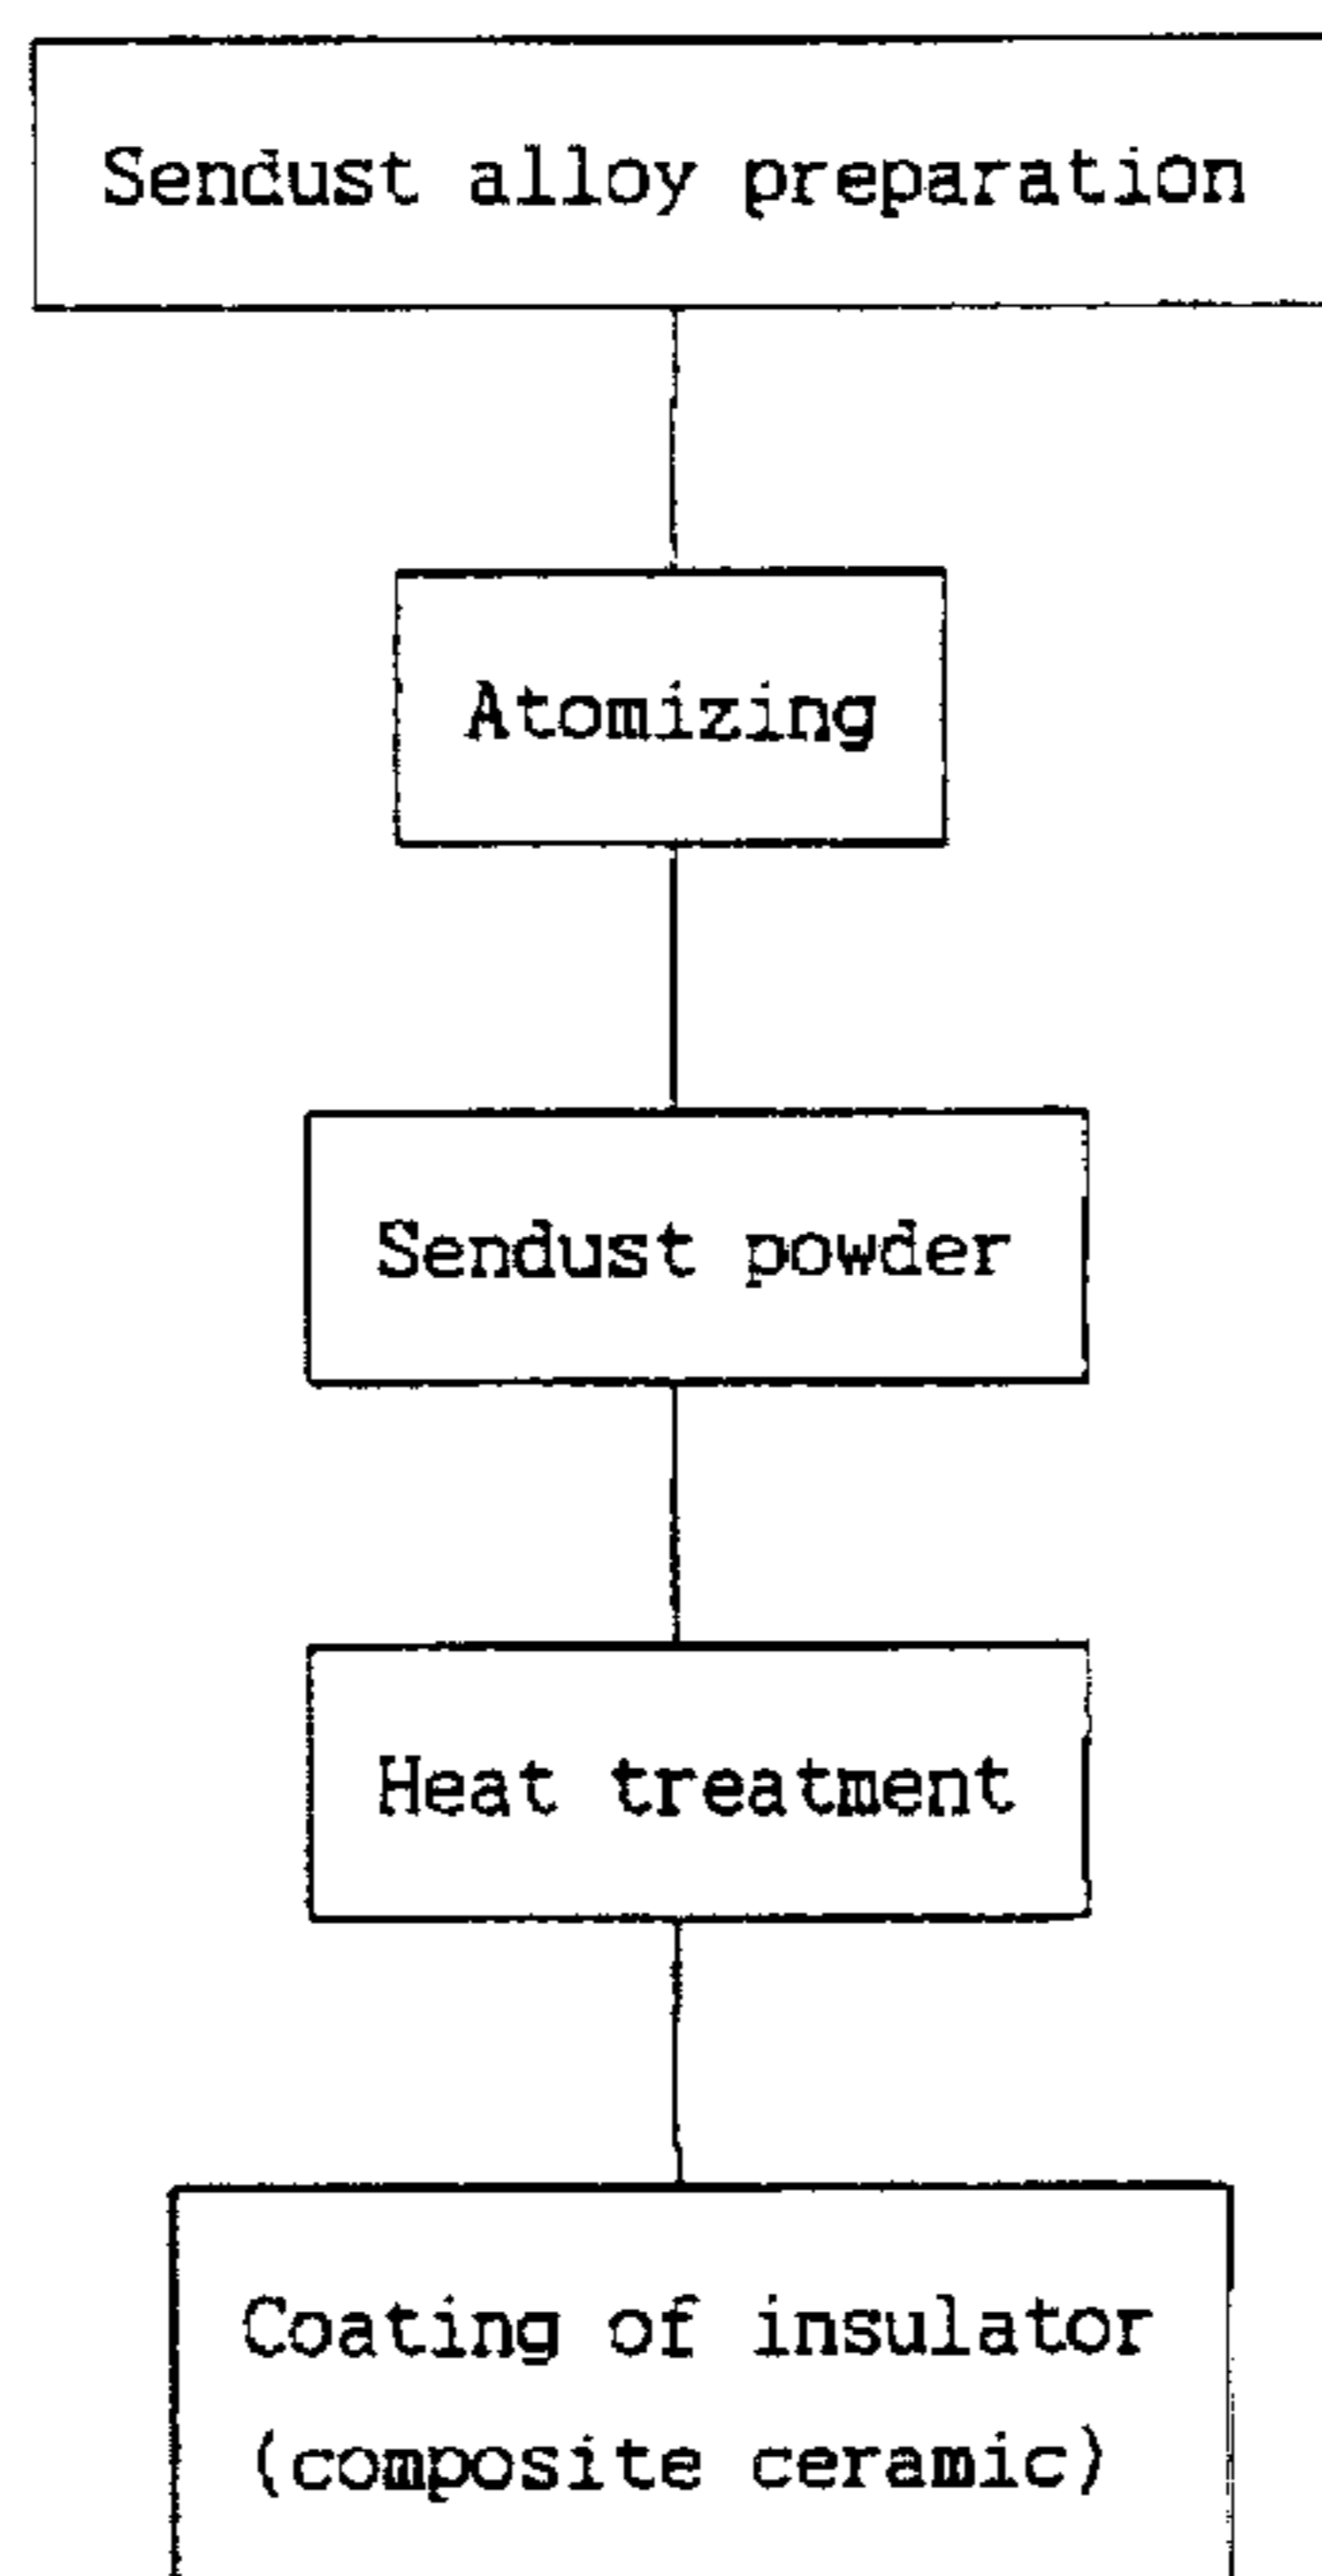 Sendust alloy preparation
Atomizing
Sendust powder
Heat treatment
Coating of insulator
(composite ceramic)